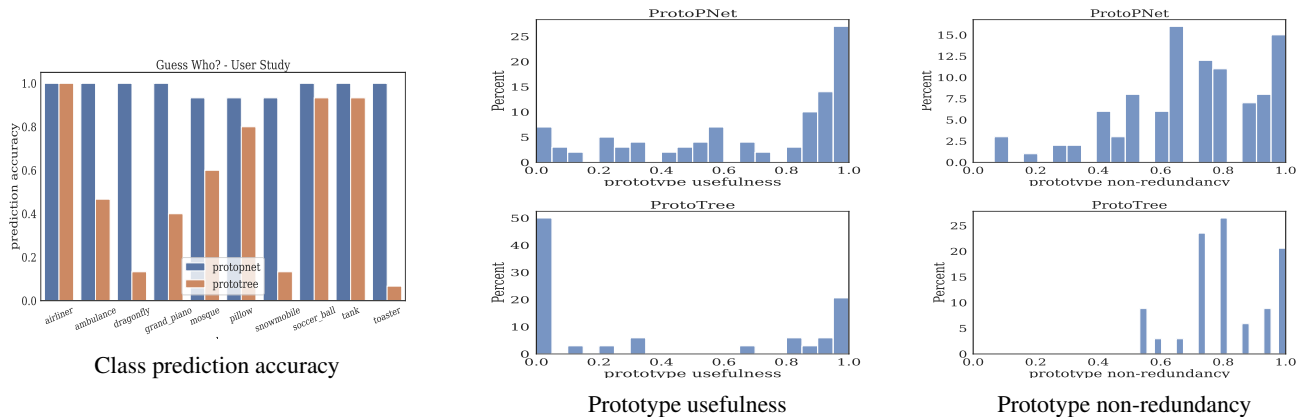 Guess Who? - User Study
prediction accuracy
1.0
0.8
0.6
0.4
0.2
0.0
protopnet
prototree
airliner
ambulance
dragonfly
grand_piano
mosque
pillow
snowmobile
soccer_ball
tank
toaster
Class prediction accuracy
ProtoPNet
Percent
25
20
15
10
5
0
0.0 0.2 0.4 0.6 0.8 1.0
prototype usefulness
ProtoTree
Percent
50
40
30
20
10
0
0.0 0.2 0.4 0.6 0.8 1.0
prototype usefulness
Prototype usefulness
ProtoPNet
Percent
15.0
12.5
10.0
7.5
5.0
2.5
0.0
0.0 0.2 0.4 0.6 0.8 1.0
prototype non-redundancy
ProtoTree
Percent
25
20
15
10
5
0
0.0 0.2 0.4 0.6 0.8 1.0
prototype non-redundancy
Prototype non-redundancy